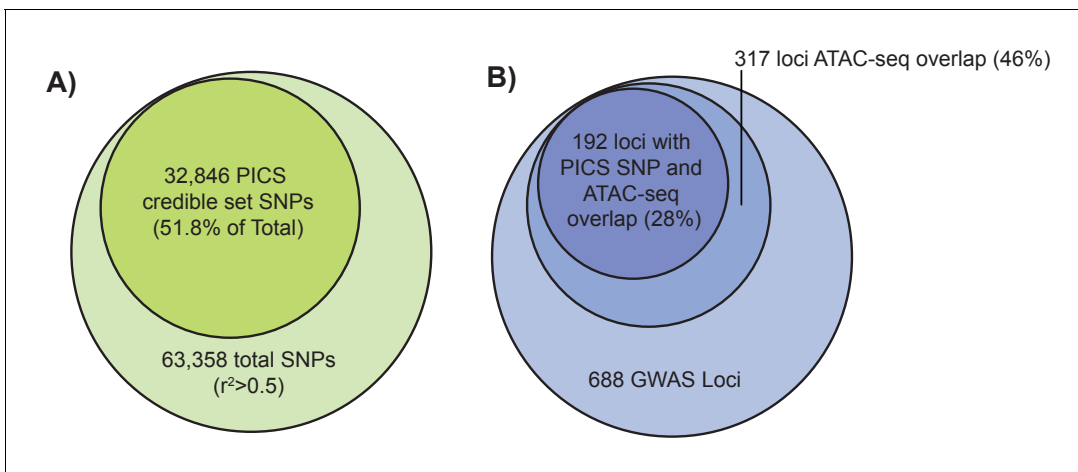 A)
32,846 PICS
credible set SNPs
(51.8% of Total)
63,358 total SNPs
(r²>0.5)
B)
317 loci ATAC-seq overlap (46%)
192 loci with
PICS SNP and
ATAC-seq
overlap (28%)
688 GWAS Loci